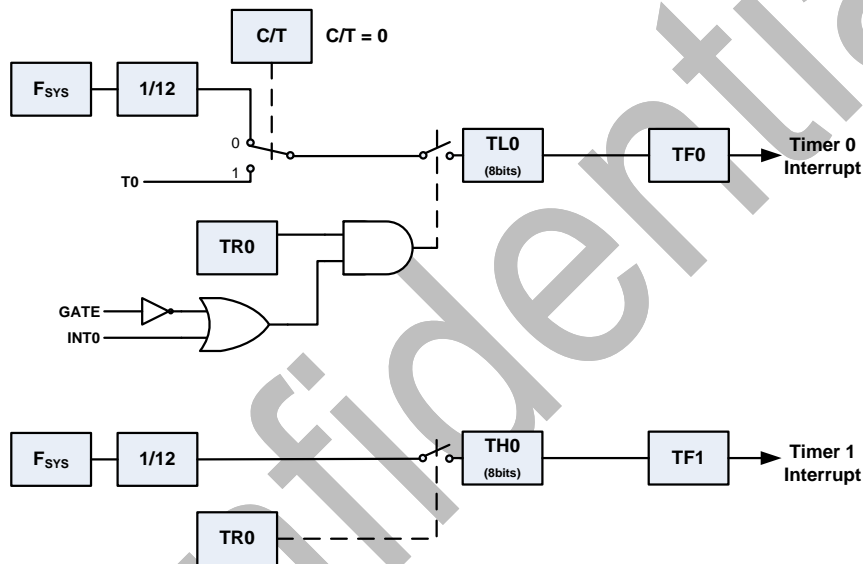 C/T C/T = 0
FSYS 1/12
0
1
T0
TL0
(8bits)
TF0
Timer 0
Interrupt
TR0
GATE
INT0
FSYS 1/12
TH0
(8bits)
TF1
Timer 1
Interrupt
TR0
Confidential